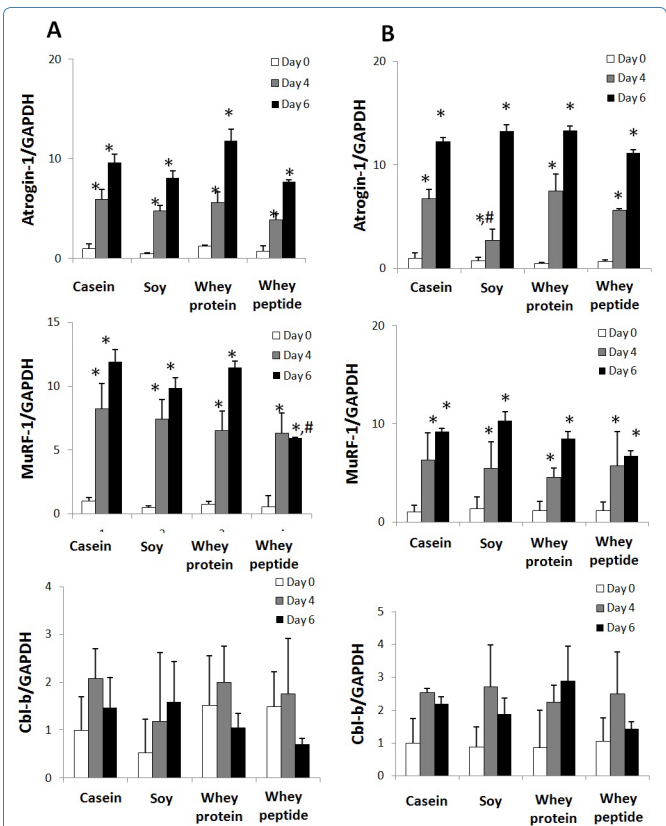 A
Atrogin-1/GAPDH
20
10
0
Day 0
Day 4
Day 6
* * * * * * * *
Casein Soy Whey protein Whey peptide
MuRF-1/GAPDH
15
10
5
0
Day 0
Day 4
Day 6
* * * * * * * *,#
Casein Soy Whey protein Whey peptide
Cbl-b/GAPDH
4
3
2
1
0
Day 0
Day 4
Day 6
Casein Soy Whey protein Whey peptide
B
Atrogin-1/GAPDH
20
10
0
Day 0
Day 4
Day 6
* * *,# * * * * *
Casein Soy Whey protein Whey peptide
MuRF-1/GAPDH
20
10
0
Day 0
Day 4
Day 6
* * * * * * * *
Casein Soy Whey protein Whey peptide
Cbl-b/GAPDH
5
4
3
2
1
0
Day 0
Day 4
Day 6
Casein Soy Whey protein Whey peptide